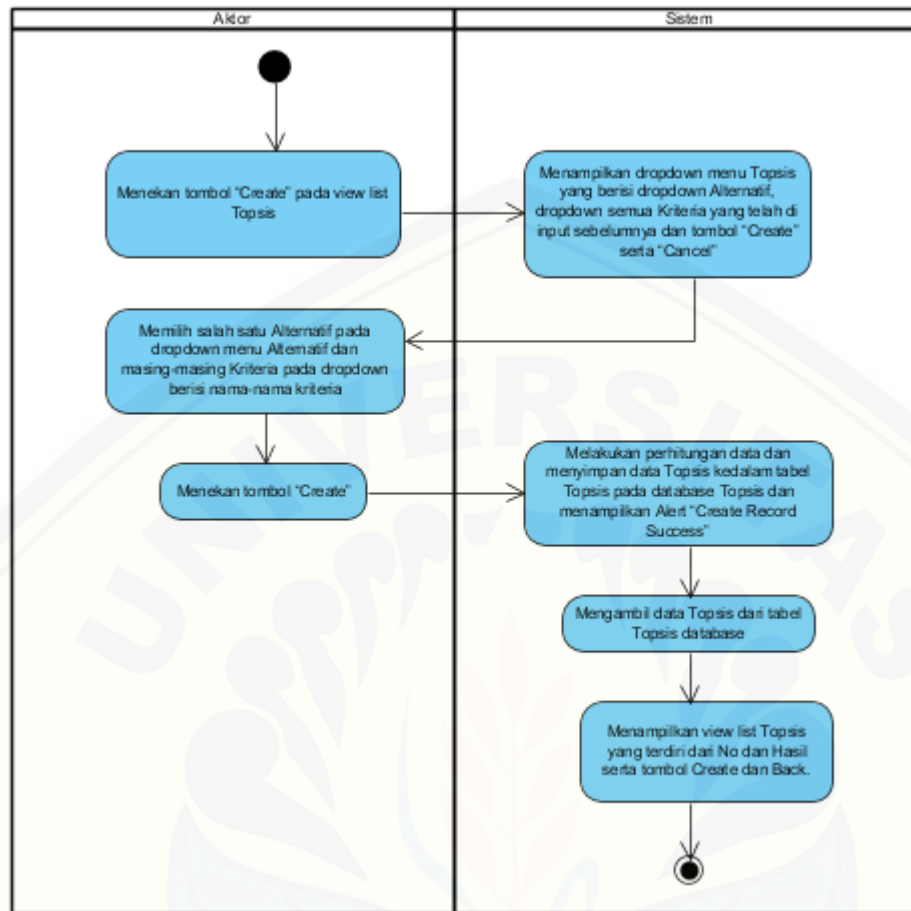 Aktor
Sistem
Menekan tombol “Create” pada view list
Topsis
Menampilkan dropdown menu Topsis
yang berisi dropdown Alternatif,
dropdown semua Kriteria yang telah di
input sebelumnya dan tombol “Create”
serta “Cancel”
Memilih salah satu Alternatif pada
dropdown menu Alternatif dan
masing-masing Kriteria pada dropdown
berisi nama-nama kriteria
Menekan tombol “Create”
Melakukan perhitungan data dan
menyimpan data Topsis kedalam tabel
Topsis pada database Topsis dan
menampilkan Alert “Create Record
Success”
Mengambil data Topsis dari tabel
Topsis database
Menampilkan view list Topsis
yang terdiri dari No dan Hasil
serta tombol Create dan Back.
UNIVERSITAS